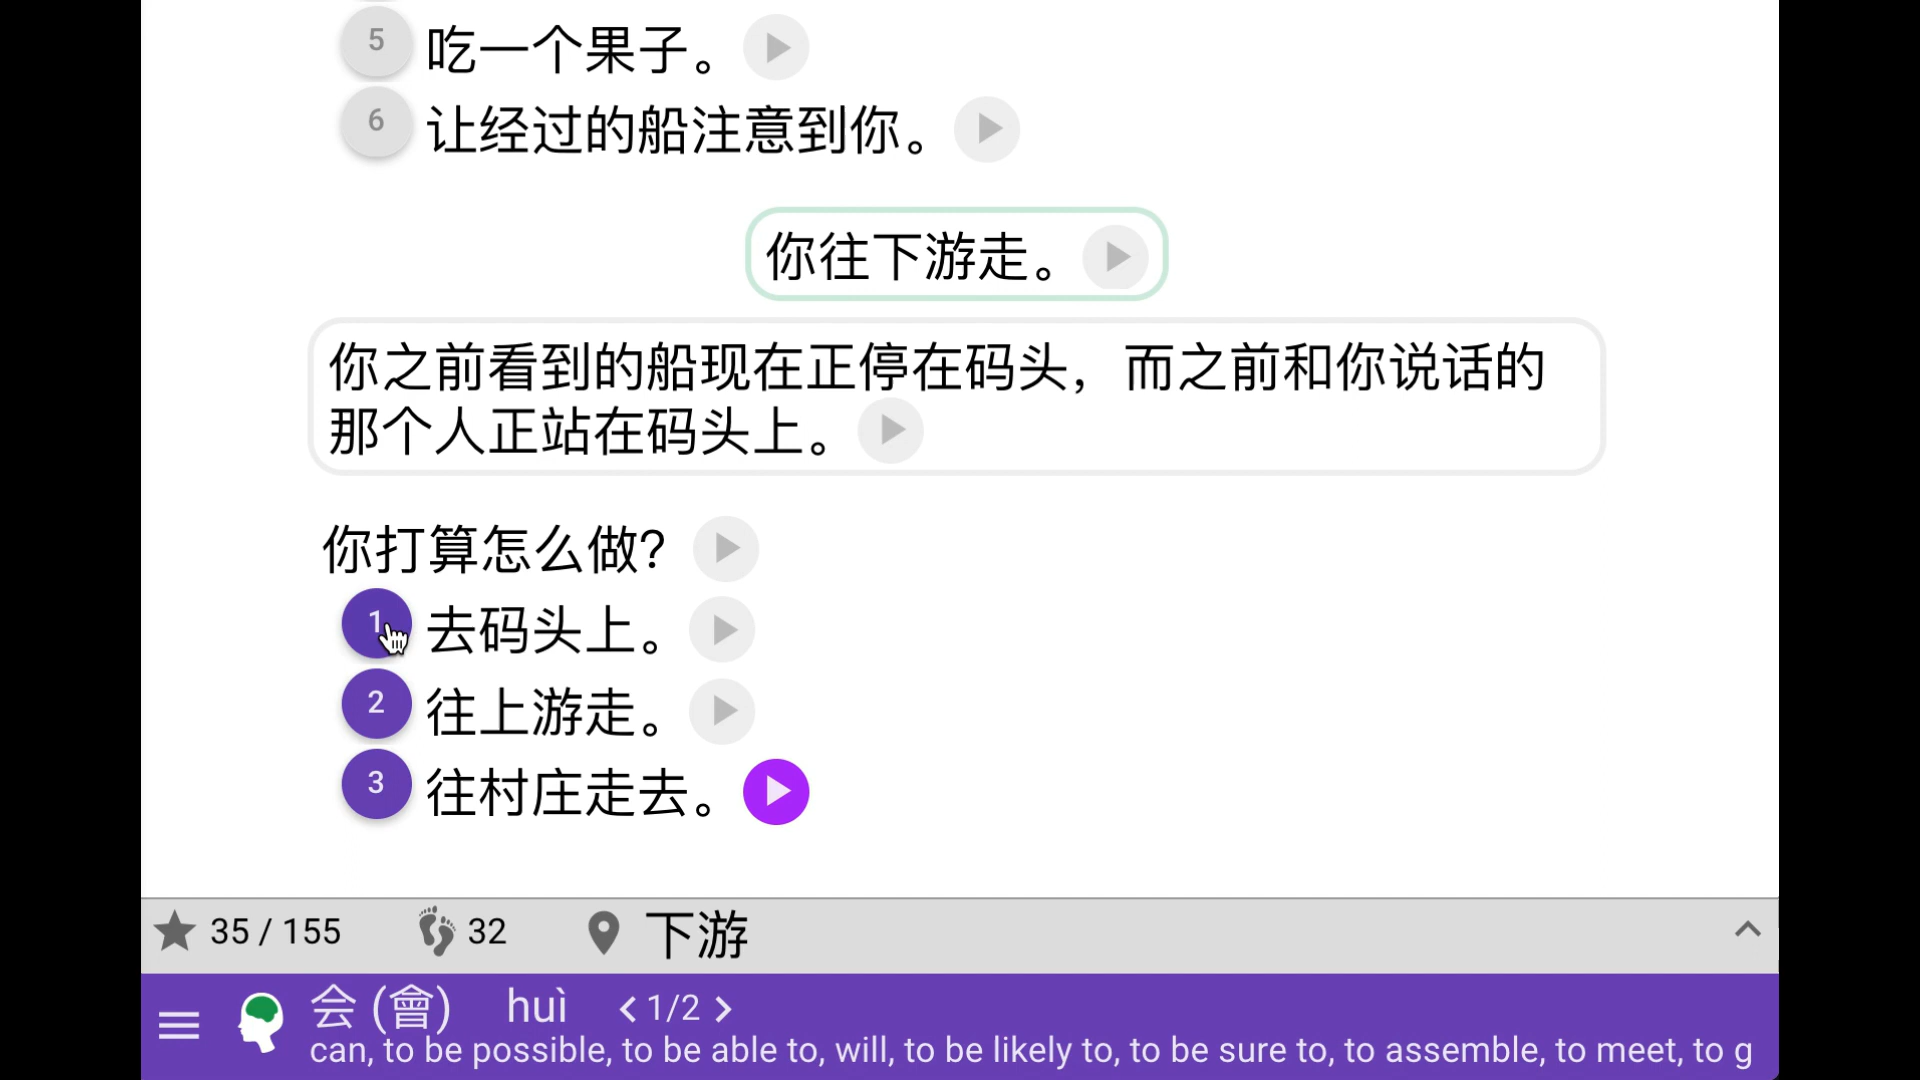 5 吃一个果子。
6 让经过的船注意到你。
你往下游走。
你之前看到的船现在正停在码头，而之前和你说话的
那个人正站在码头上。
你打算怎么做？
1 去码头上。
2 往上游走。
3 往村庄走去。
35 / 155 32 下游
会 (會) huì 1/2
can, to be possible, to be able to, will, to be likely to, to be sure to, to assemble, to meet, to g